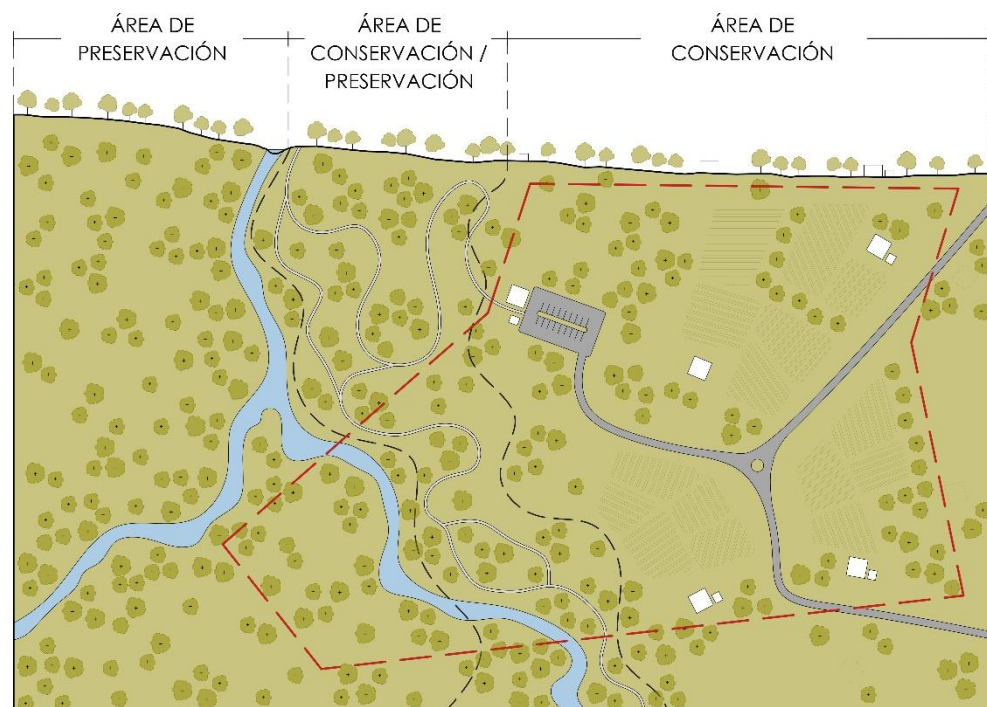 ÁREA DE
PRESERVACIÓN
ÁREA DE
CONSERVACIÓN /
PRESERVACIÓN
ÁREA DE
CONSERVACIÓN